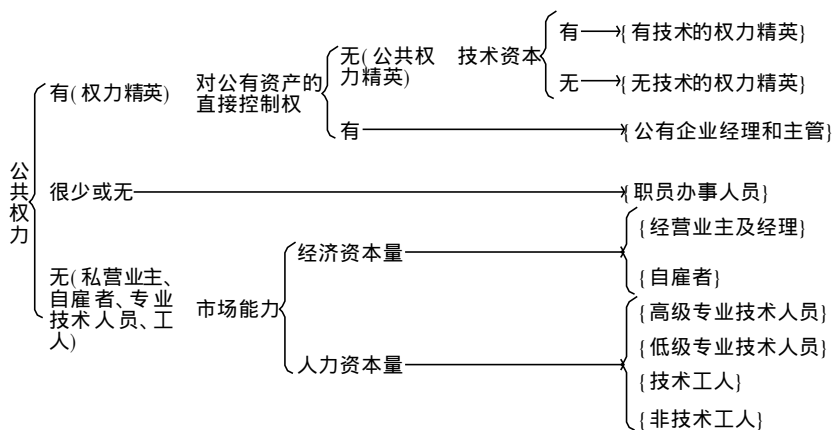 公共权力
有(权力精英)
对公有资产的
直接控制权
无(公共权
力精英)
技术资本
有
{有技术的权力精英}
无
{无技术的权力精英}
有
{公有企业经理和主管}
很少或无
{职员办事人员}
无(私营业主、
自雇者、专业
技术人员、工
人)
市场能力
经济资本量
{经营业主及经理}
{自雇者}
人力资本量
{高级专业技术人员}
{低级专业技术人员}
{技术工人}
{非技术工人}